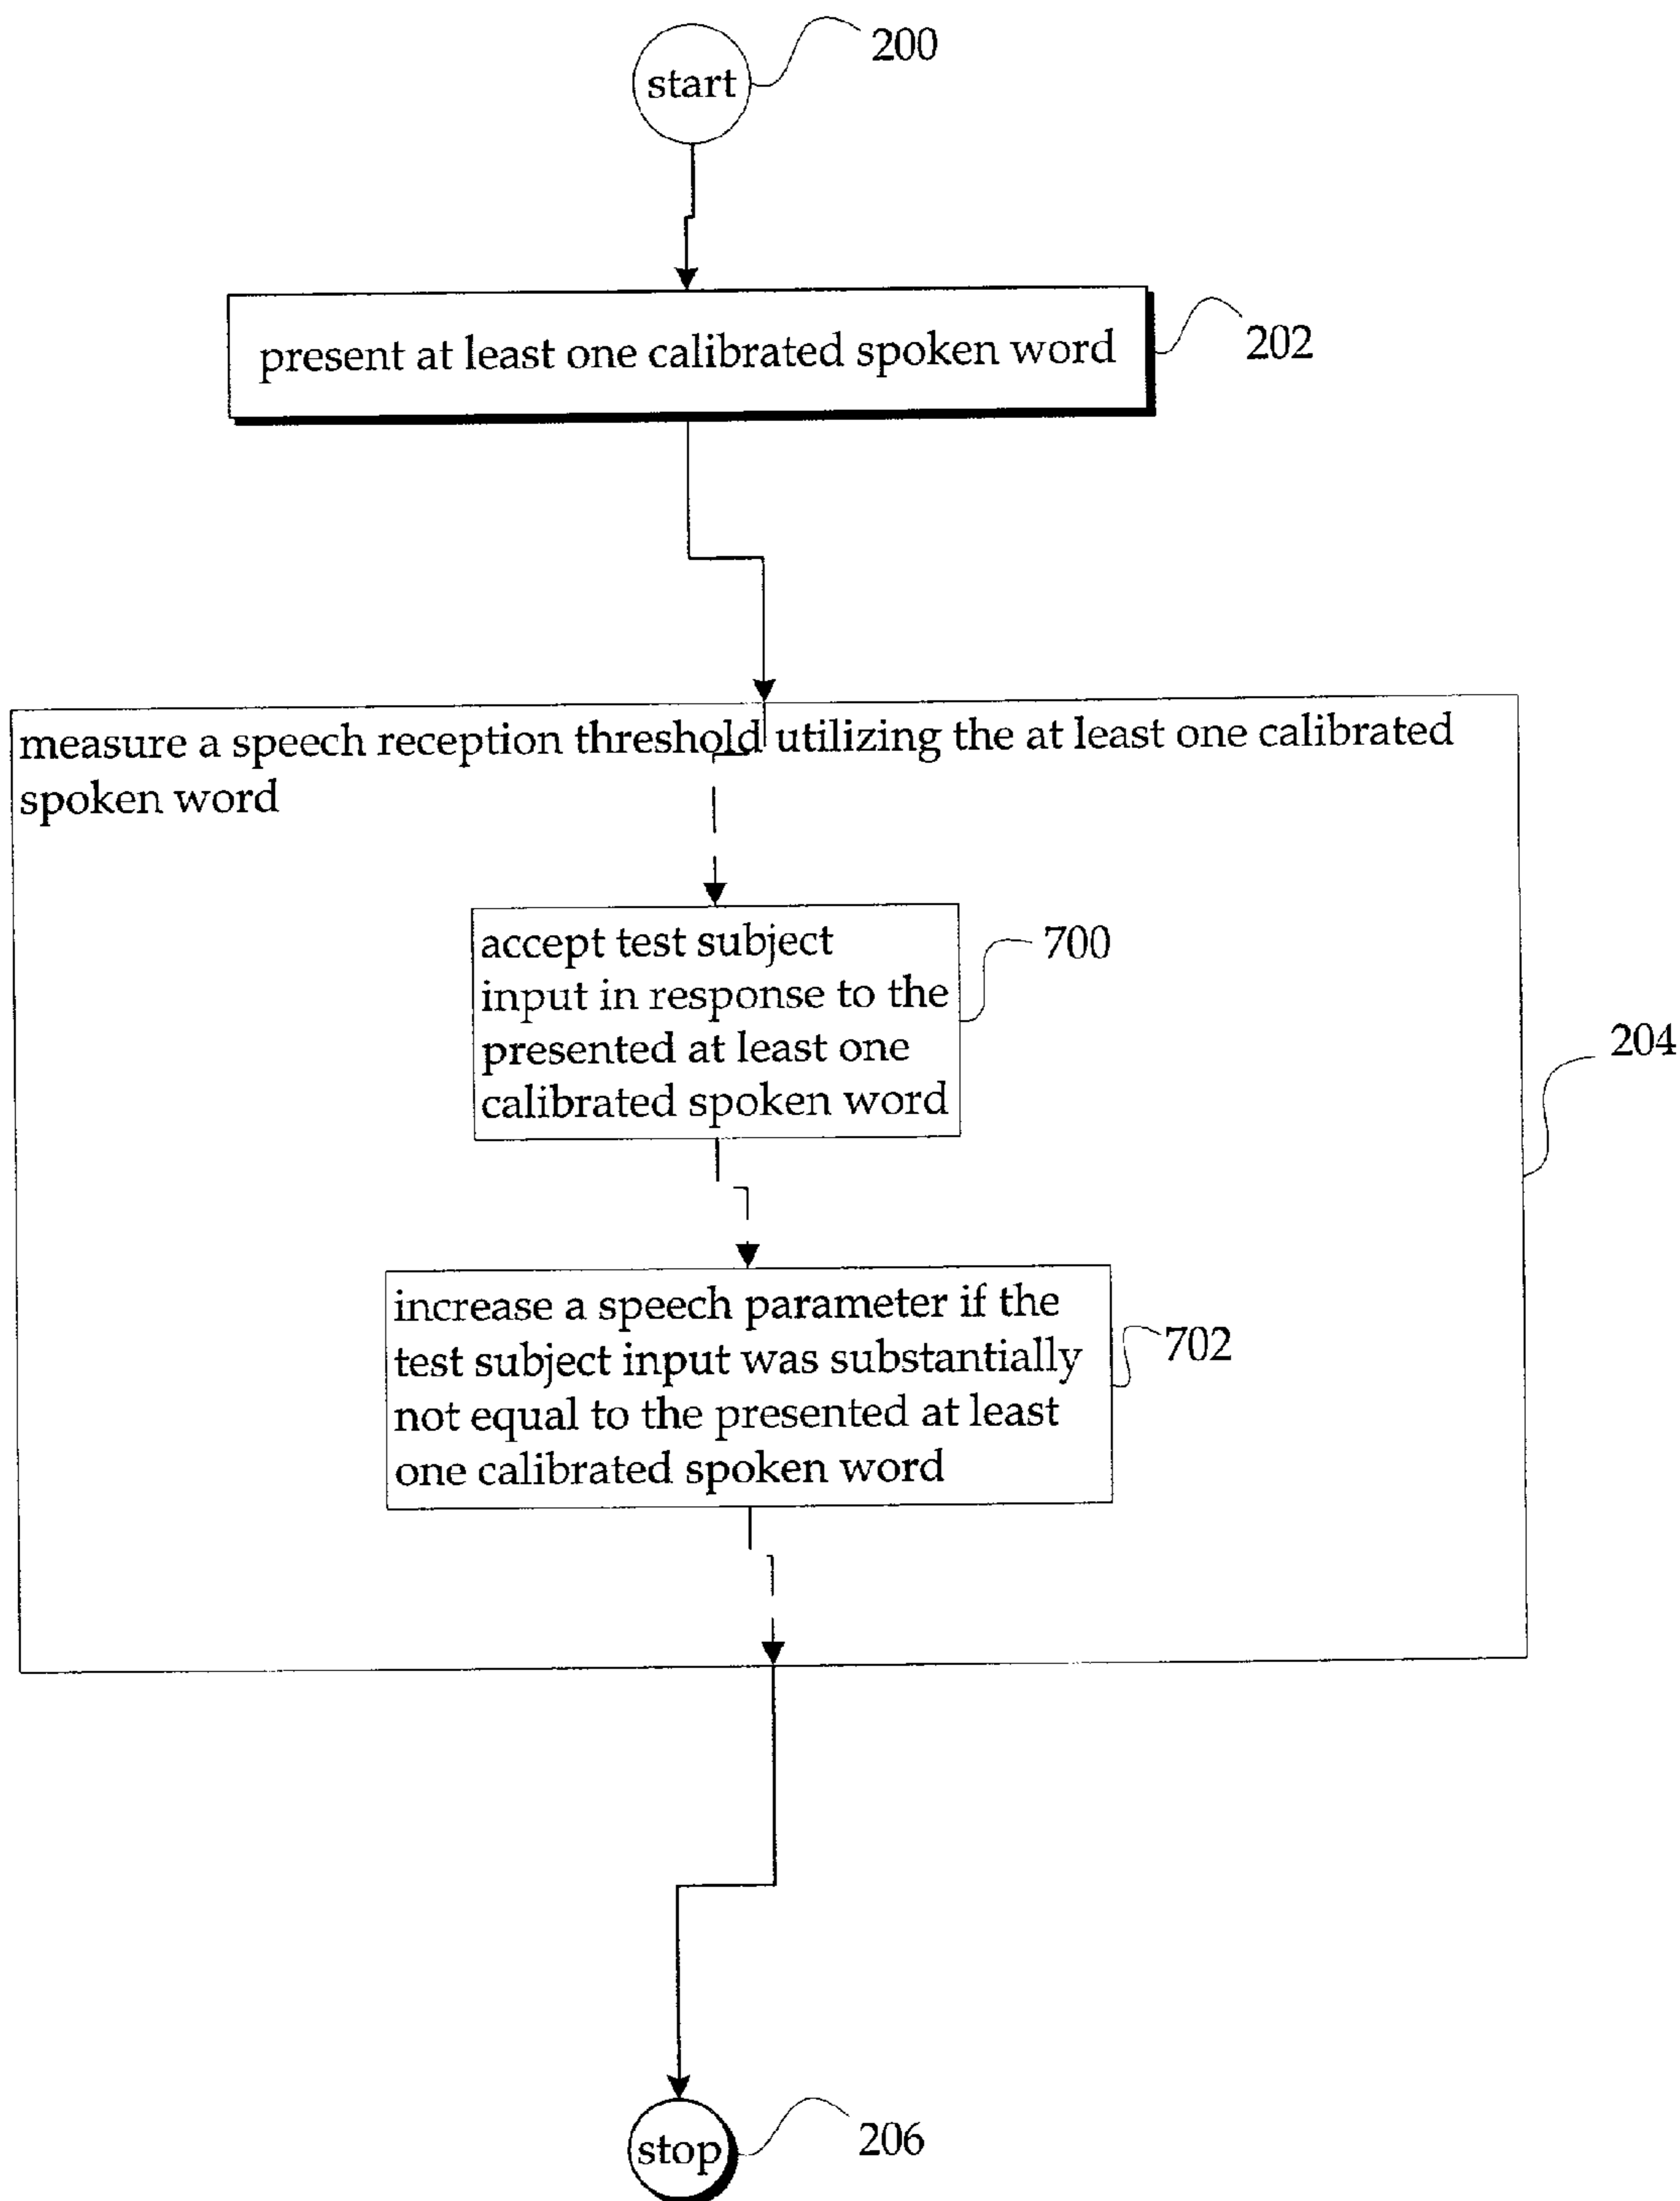 start
200
present at least one calibrated spoken word
202
measure a speech reception threshold utilizing the at least one calibrated
spoken word
accept test subject
input in response to the
presented at least one
calibrated spoken word
700
204
increase a speech parameter if the
test subject input was substantially
not equal to the presented at least
one calibrated spoken word
702
stop
206